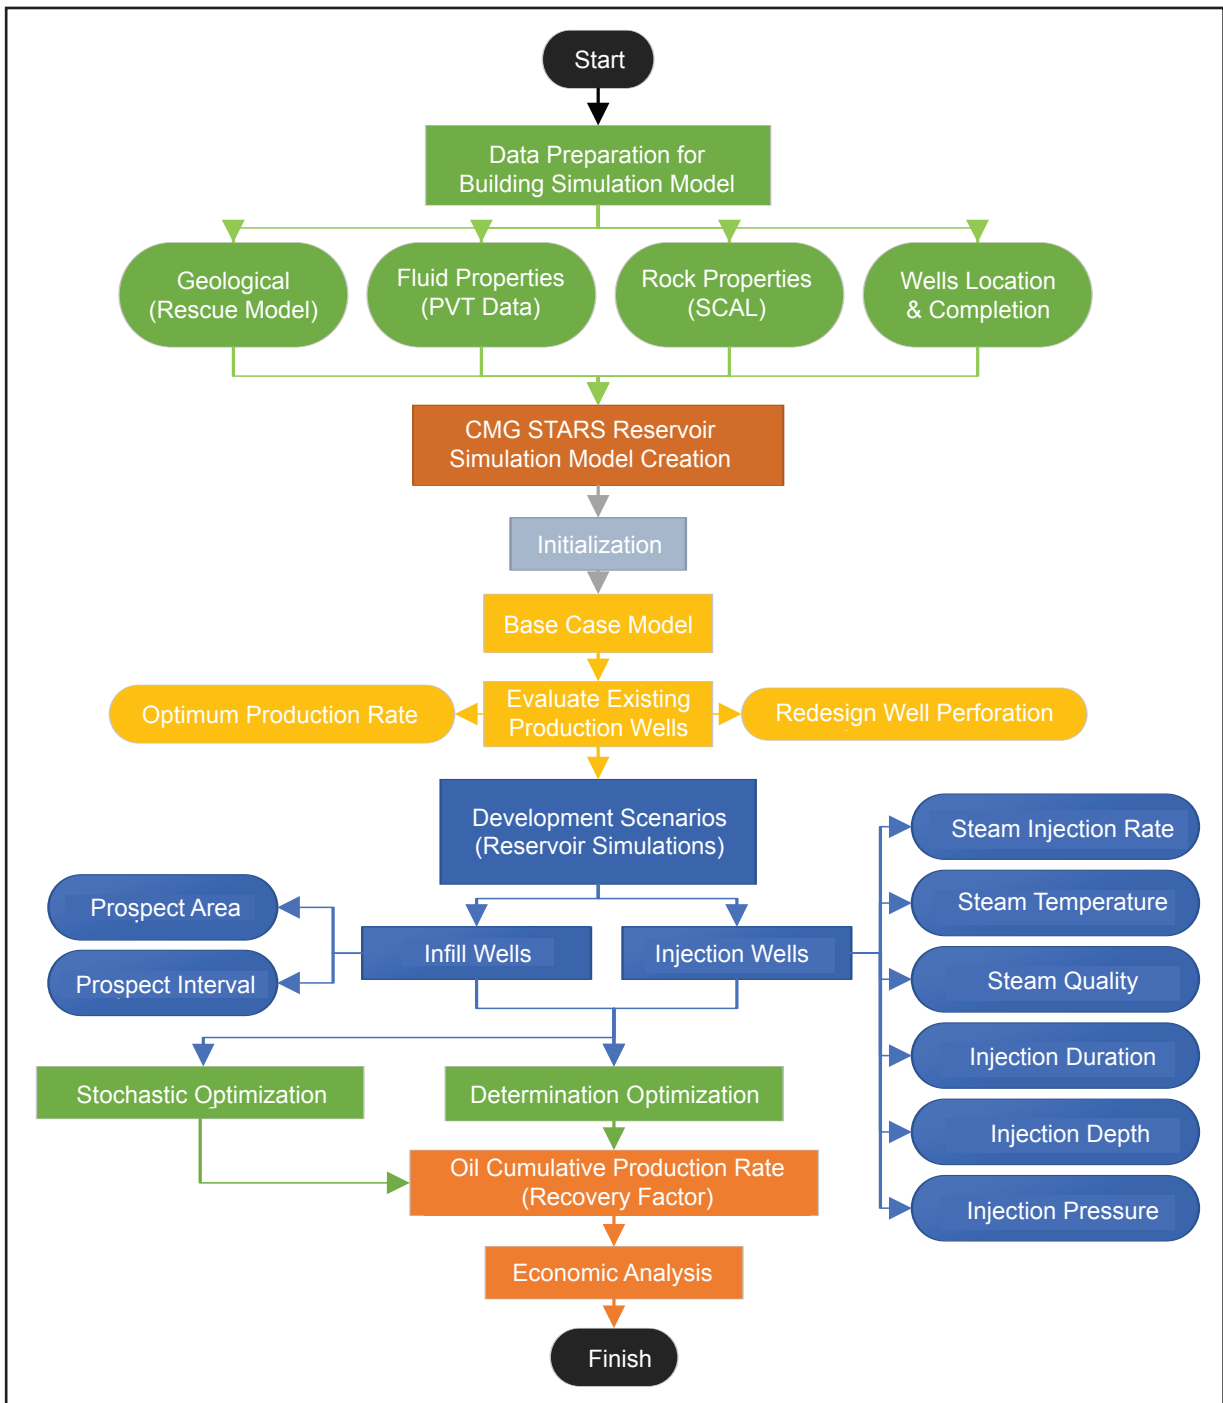 Start
Data Preparation for
Building Simulation Model
Geological
(Rescue Model)
Fluid Properties
(PVT Data)
Rock Properties
(SCAL)
Wells Location
& Completion
CMG STARS Reservoir
Simulation Model Creation
Initialization
Base Case Model
Optimum Production Rate
Evaluate Existing
Production Wells
Redesign Well Perforation
Development Scenarios
(Reservoir Simulations)
Prospect Area
Prospect Interval
Infill Wells
Injection Wells
Steam Injection Rate
Steam Temperature
Steam Quality
Injection Duration
Injection Depth
Injection Pressure
Stochastic Optimization
Determination Optimization
Oil Cumulative Production Rate
(Recovery Factor)
Economic Analysis
Finish